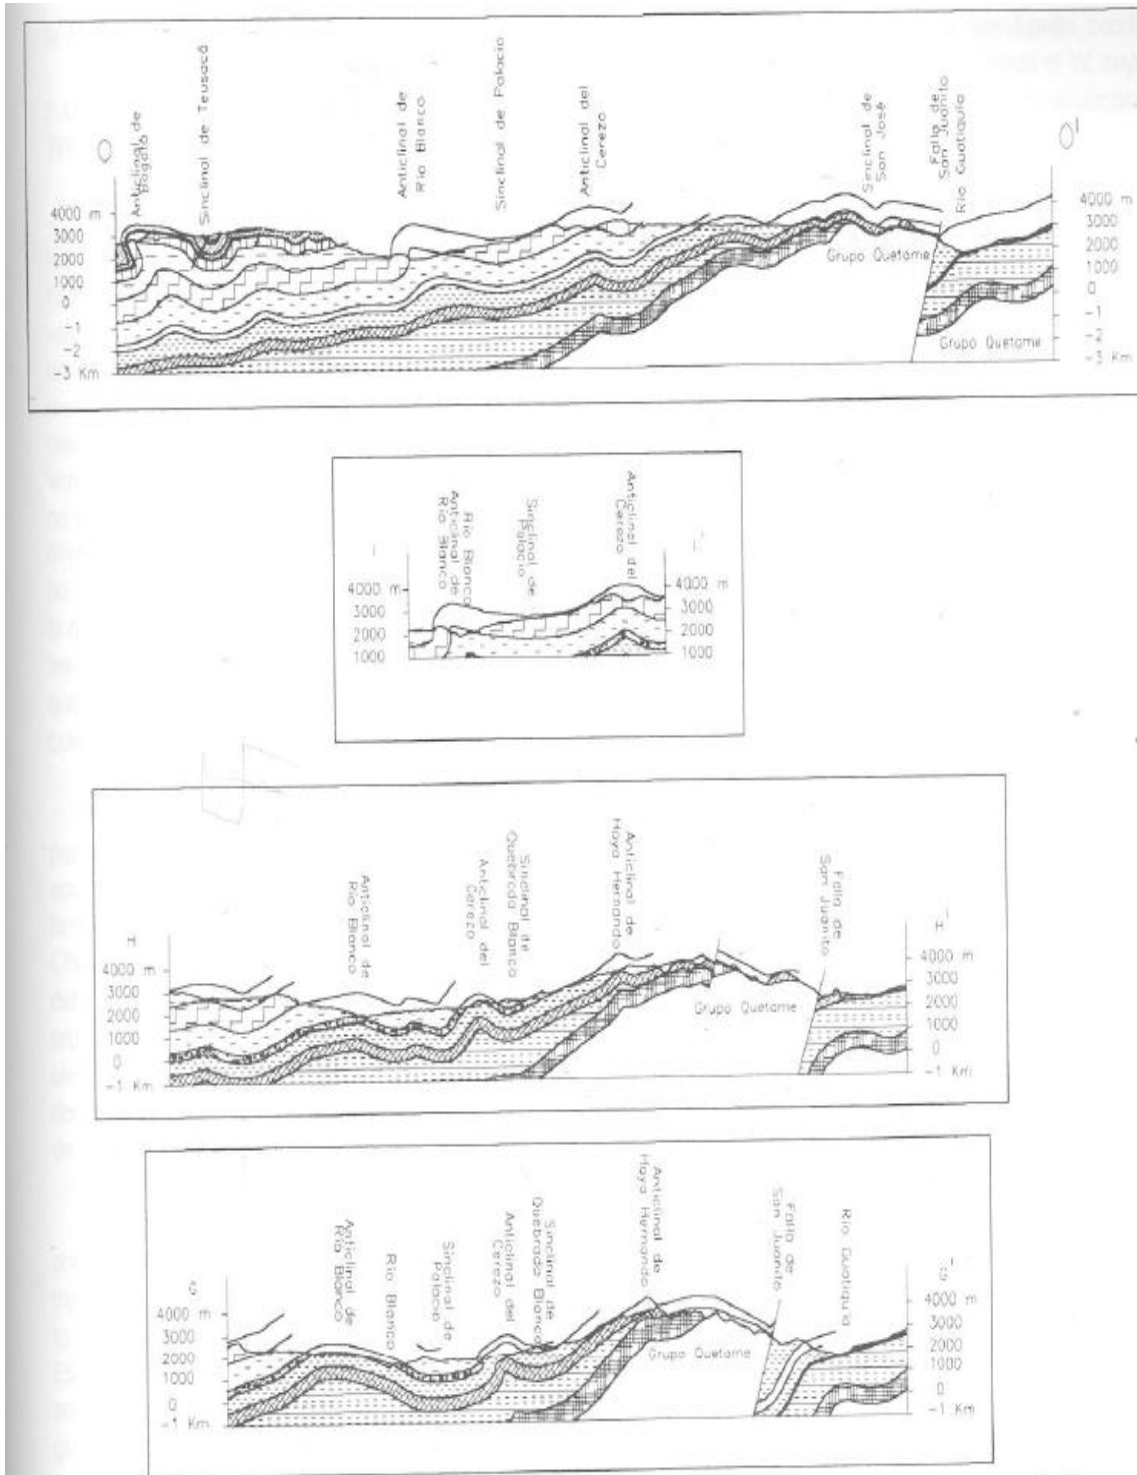 Anticlinal de
Bogotá
Sinclinal de Teusacá
Anticlinal de
Río Blanco
Sinclinal de Palacio
Anticlinal del
Cerezo
Sinclinal de
San José
Falla de
San Juanito
Río Guatiquía
4000 m
3000
2000
1000
0
-1
-2
-3 Km
4000 m
3000
2000
1000
0
-1
-2
-3 Km
Grupo Quetame
Grupo Quetame
Anticlinal de
Río Blanco
Río Blanco
Sinclinal de
Palacio
Anticlinal del
Cerezo
I
I'
4000 m
3000
2000
1000
4000 m
3000
2000
1000
Anticlinal de
Río Blanco
Anticlinal del
Cerezo
Sinclinal de
Quebrada Blanco
Anticlinal de
Haya Hernando
Falla de
San Juanito
H
H'
4000 m
3000
2000
1000
0
-1 Km
4000 m
3000
2000
1000
0
-1 Km
Grupo Quetame
Anticlinal de
Río Blanco
Río Blanco
Sinclinal de
Palacio
Anticlinal del
Cerezo
Sinclinal de
Quebrada Blanco
Anticlinal de
Haya Hernando
Falla de
San Juanito
Río Guatiquía
G
G'
4000 m
3000
2000
1000
0
-1 Km
4000 m
3000
2000
1000
0
-1 Km
Grupo Quetame